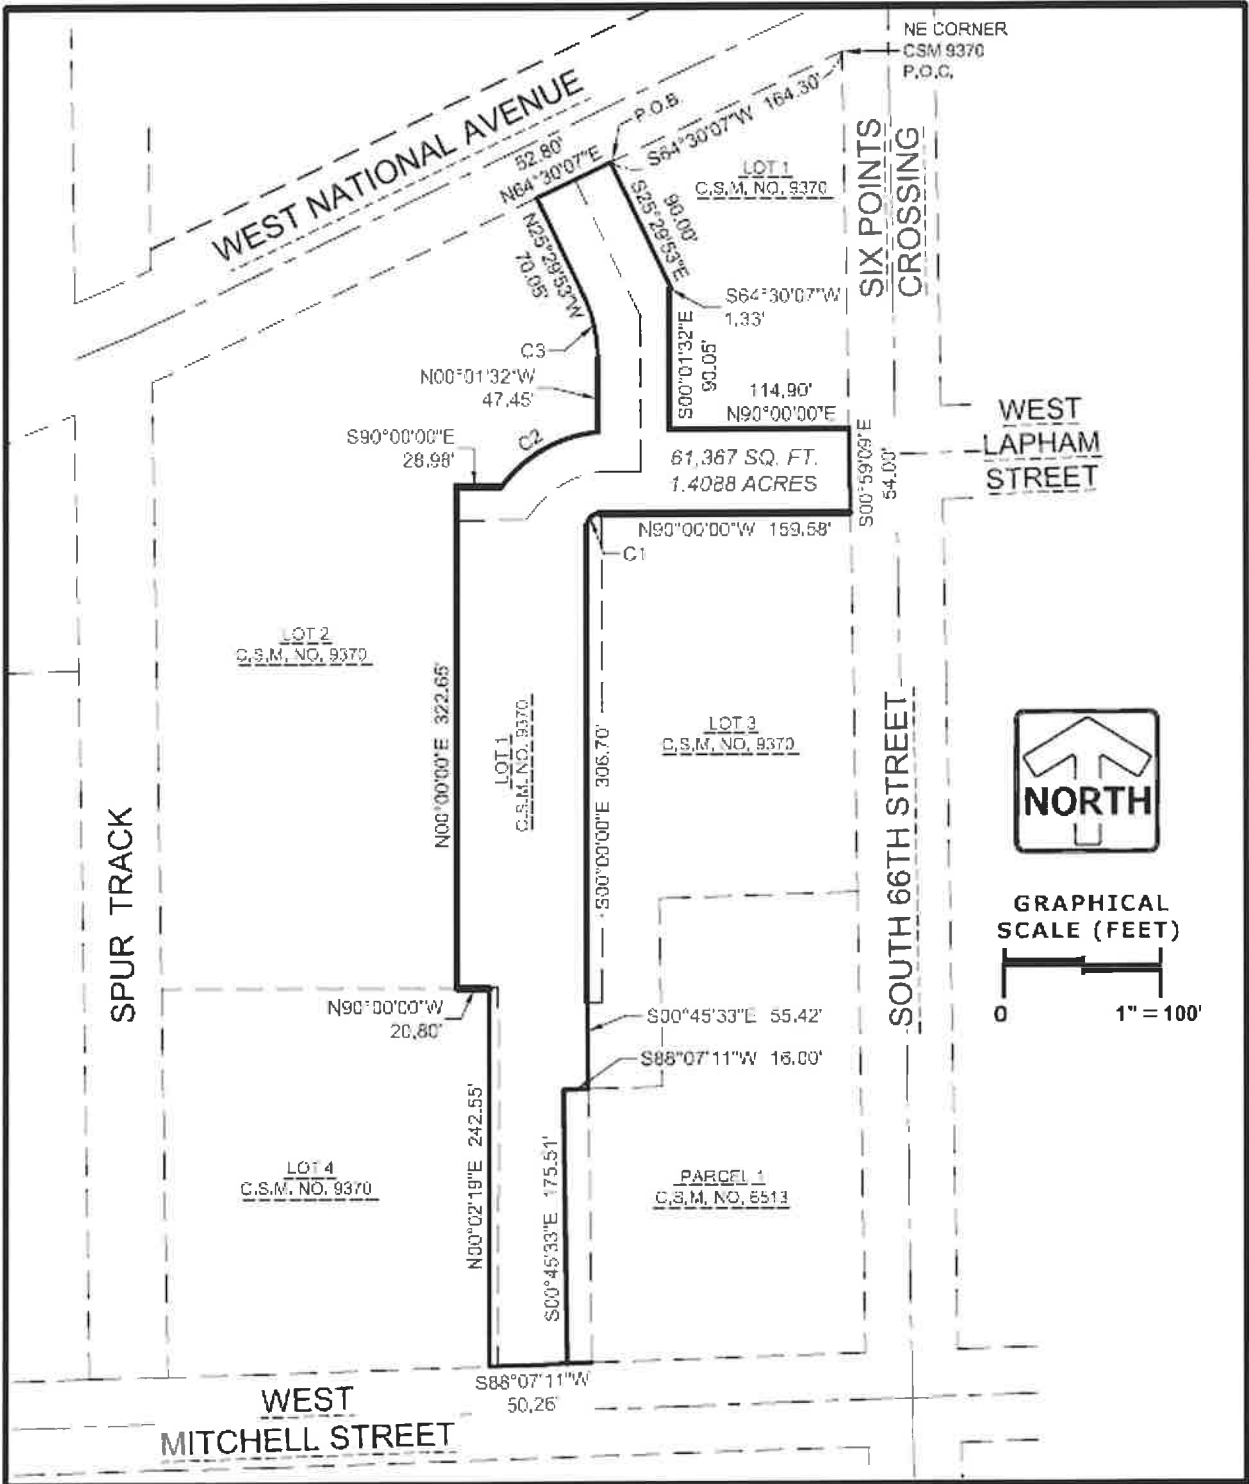 NE CORNER
CSM 9370
P.O.C.
WEST NATIONAL AVENUE
P.O.B.
S64°30'07"W 164.30'
52.80'
N64°30'07"E
LOT 1
C.S.M. NO. 9370
SIX POINTS
CROSSING
90.00'
S25°29'53"E
N25°29'53"W
70.05'
S64°30'07"W
1.33'
C3
S00°01'32"E
90.05'
N00°01'32"W
47.45'
114.90'
N90°00'00"E
WEST
LAPHAM
STREET
S90°00'00"E
28.98'
C2
61,367 SQ. FT.
1.4088 ACRES
S00°59'09"E
54.00'
N90°00'00"W 159.58'
C1
LOT 2
C.S.M. NO. 9370
N00°00'00"E 322.65'
LOT 1
C.S.M. NO. 9370
S00°00'00"E 306.70'
LOT 3
C.S.M. NO. 9370
SOUTH 66TH STREET
NORTH
SPUR TRACK
GRAPHICAL
SCALE (FEET)
0 1" = 100'
N90°00'00"W
20.80'
S00°45'33"E 55.42'
S88°07'11"W 16.00'
N00°02'19"E 242.55'
S00°45'33"E 175.51'
LOT 4
C.S.M. NO. 9370
PARCEL 1
C.S.M. NO. 6513
S88°07'11"W
50.26'
WEST
MITCHELL STREET